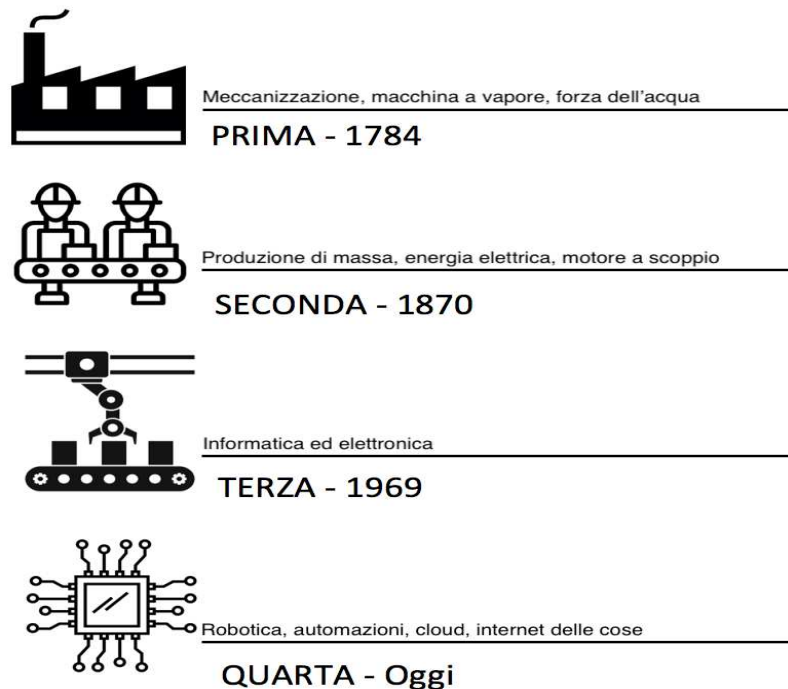 Meccanizzazione, macchina a vapore, forza dell'acqua
PRIMA - 1784
Produzione di massa, energia elettrica, motore a scoppio
SECONDA - 1870
Informatica ed elettronica
TERZA - 1969
Robotica, automazioni, cloud, internet delle cose
QUARTA - Oggi